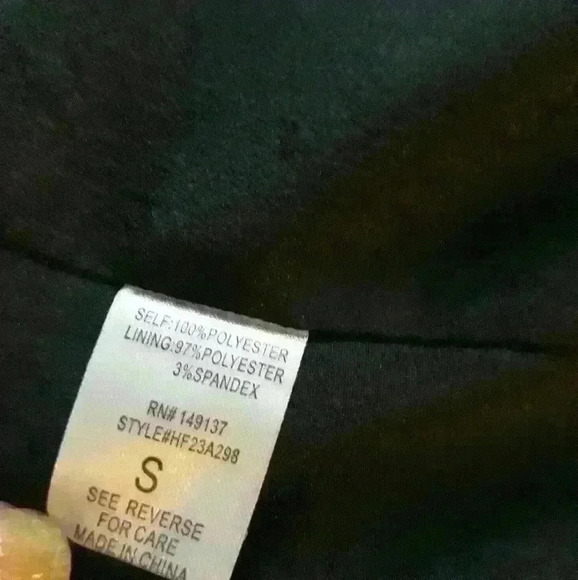 SELF:100%POLYESTER
LINING:97%POLYESTER
3%SPANDEX
RN# 149137
STYLE#HF23A298
S
SEE REVERSE
FOR CARE
MADE IN CHINA